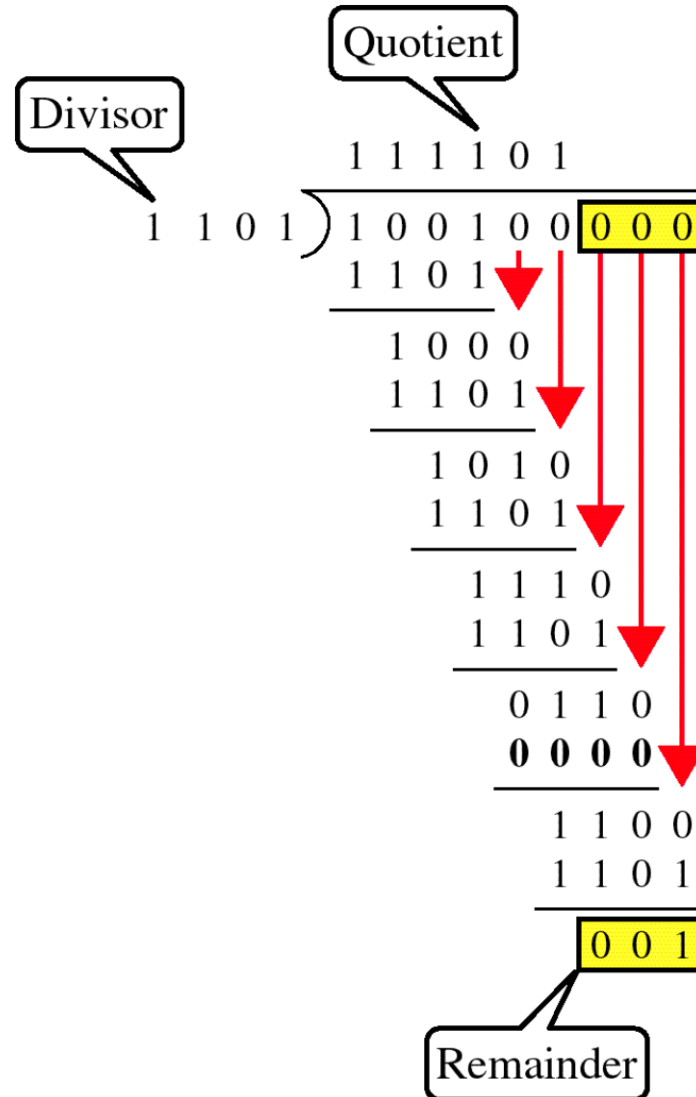 Quotient
Divisor
1 1 1 1 0 1
1 1 0 1 1 0 0 1 0 0 0 0 0
1 1 0 1
1 0 0 0
1 1 0 1
1 0 1 0
1 1 0 1
1 1 1 0
1 1 0 1
0 1 1 0
0 0 0 0
1 1 0 0
1 1 0 1
0 0 1
Remainder